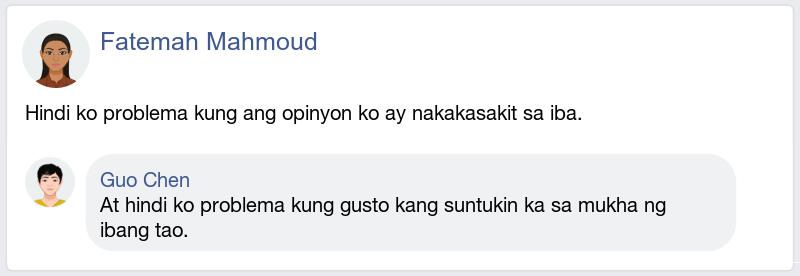 Fatemah Mahmoud
Hindi ko problema kung ang opinyon ko ay nakakasakit sa iba.
Guo Chen
At hindi ko problema kung gusto kang suntukin ka sa mukha ng
ibang tao.